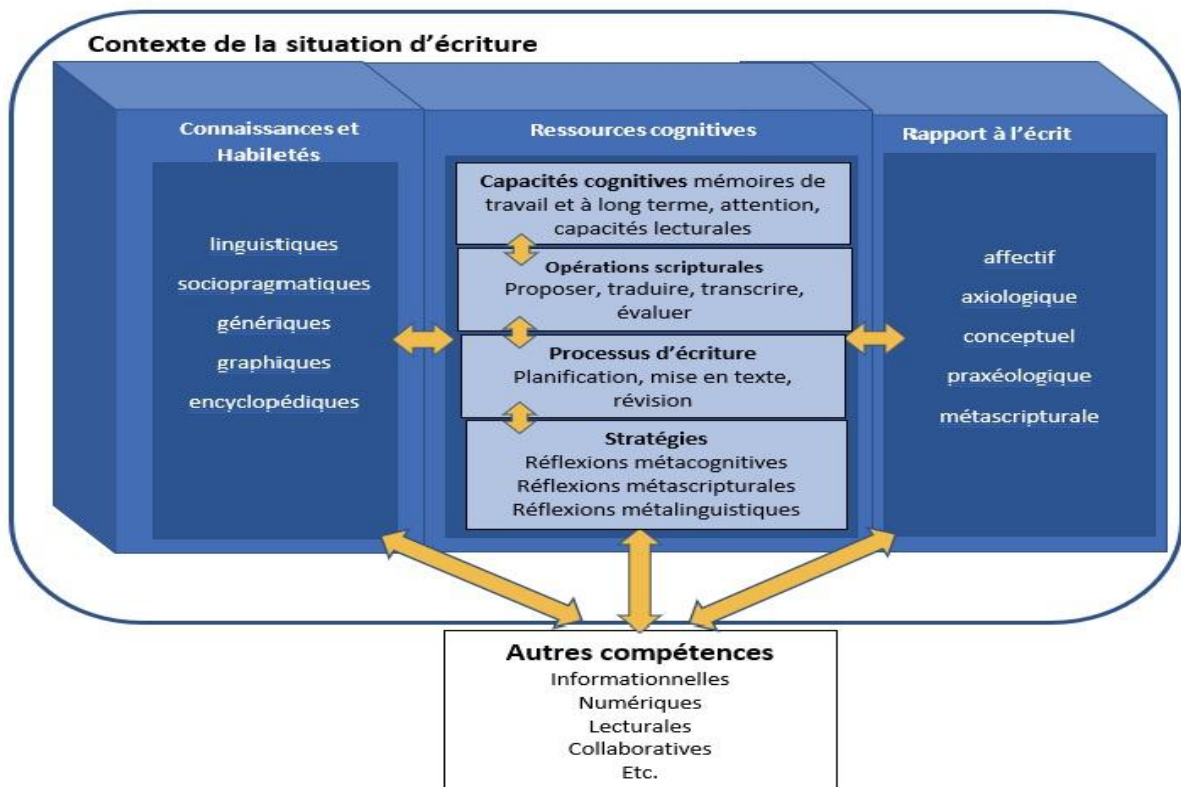 Contexte de la situation d'écriture
Connaissances et
Habiletés
linguistiques
sociopragmatiques
génériques
graphiques
encyclopédiques
Ressources cognitives
Capacités cognitives mémoires de
travail et à long terme, attention,
capacités lecturales
Opérations scripturales
Proposer, traduire, transcrire,
évaluer
Processus d'écriture
Planification, mise en texte,
révision
Stratégies
Réflexions métacognitives
Réflexions métascripturales
Réflexions métalinguistiques
Rapport à l'écrit
affectif
axiologique
conceptuel
praxéologique
métascripturale
Autres compétences
Informationnelles
Numériques
Lecturales
Collaboratives
Etc.